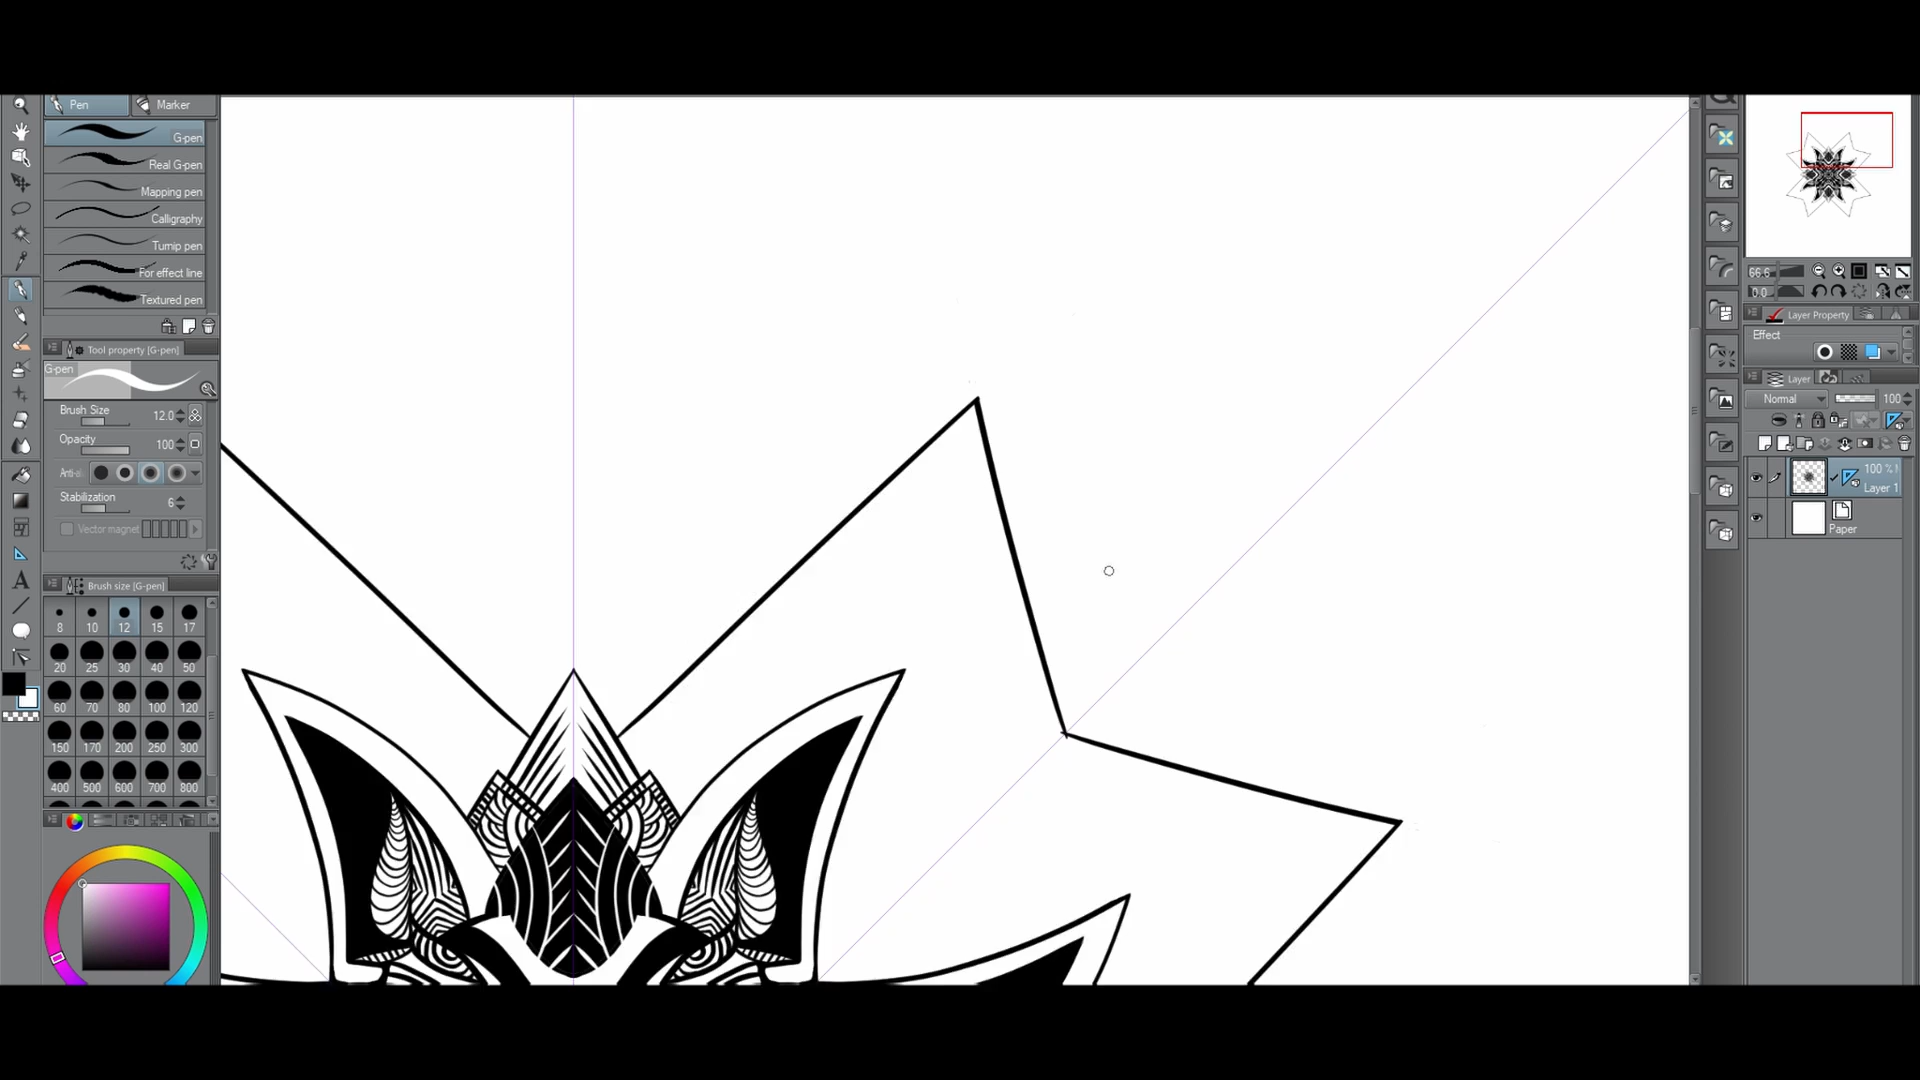 Pen Marker
G-pen
Real G-pen
Mapping pen
Calligraphy
Turnip pen
For effect line
Textured pen
Tool property [G-pen]
G-pen
Brush Size 12.0
Opacity 100
Anti-al
Stabilization 6
Vector magnet
Brush size [G-pen]
8 10 12 15 17
20 25 30 40 50
60 70 80 100 120
150 170 200 250 300
400 500 600 700 800
A
66.6
0.0
Layer Property
Effect
Layer
Normal 100
100 %
Layer 1
Paper